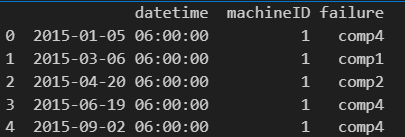 datetime machineID failure
0 2015-01-05 06:00:00 1 comp4
1 2015-03-06 06:00:00 1 comp1
2 2015-04-20 06:00:00 1 comp2
3 2015-06-19 06:00:00 1 comp4
4 2015-09-02 06:00:00 1 comp4